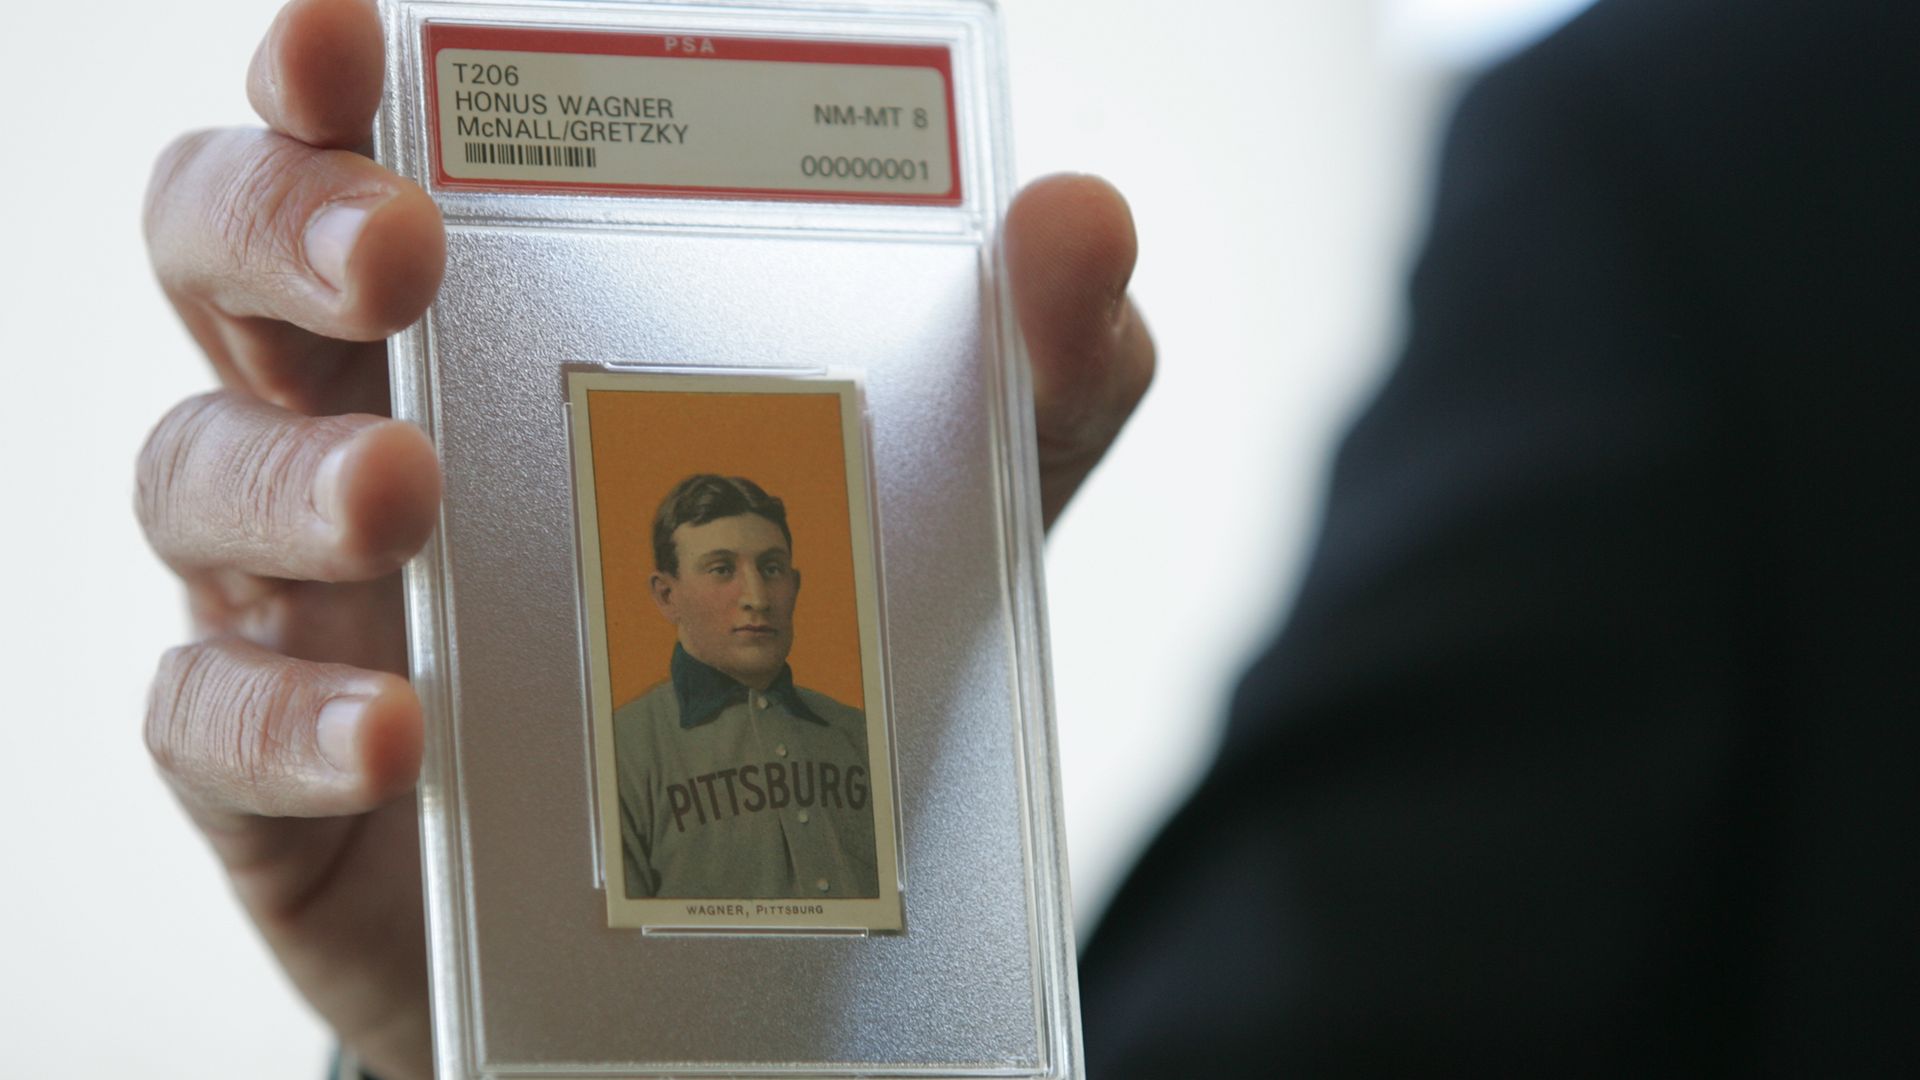 PSA
T206
HONUS WAGNER
McNALL/GRETZKY
NM-MT 8
00000001
PITTSBURG
WAGNER, PITTSBURG